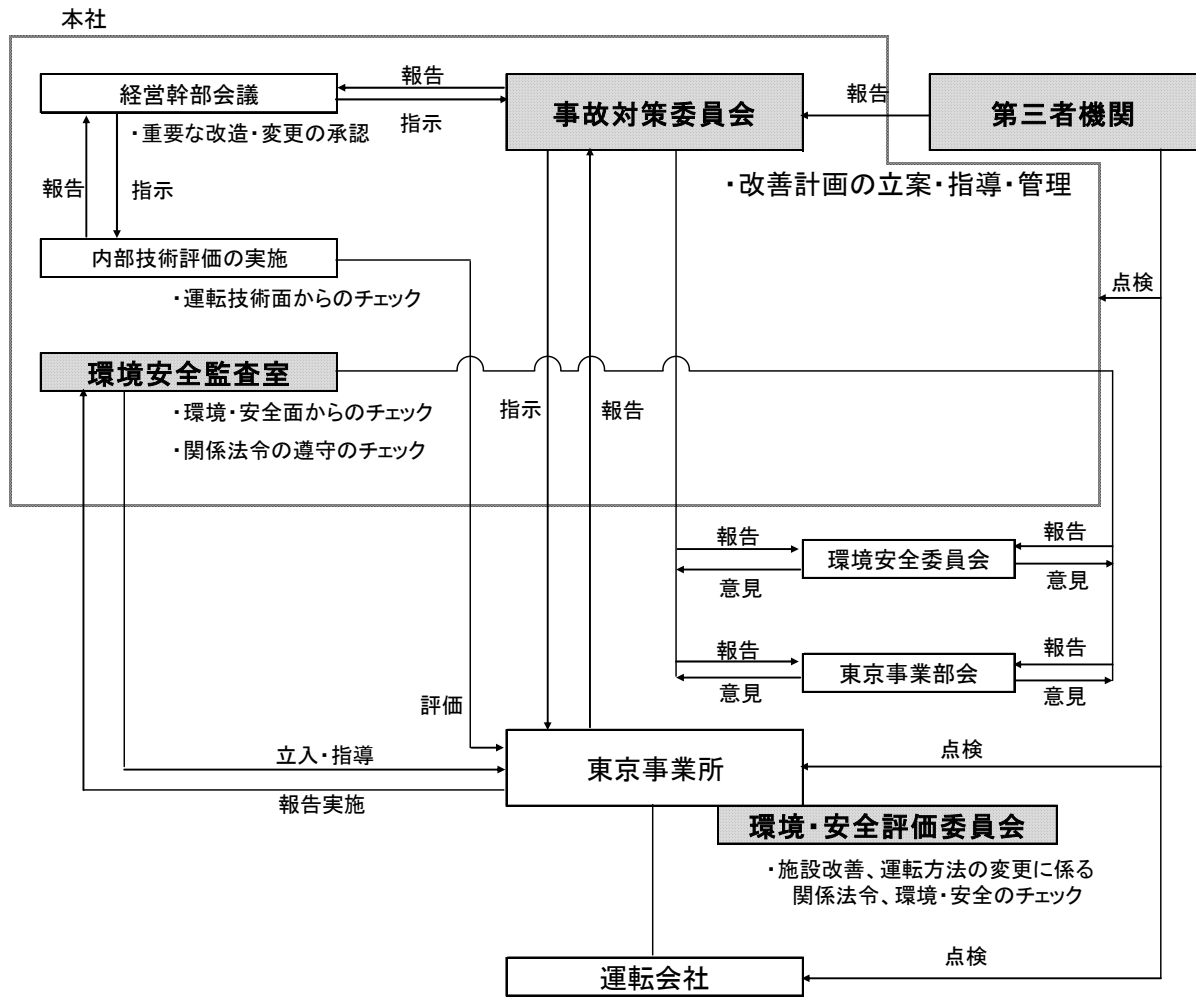 本社
経営幹部会議
・重要な改造・変更の承認
報告
指示
事故対策委員会
報告
第三者機関
・改善計画の立案・指導・管理
報告
指示
内部技術評価の実施
・運転技術面からのチェック
点検
環境安全監査室
・環境・安全面からのチェック
・関係法令の遵守のチェック
指示
報告
報告
意見
環境安全委員会
報告
意見
報告
意見
東京事業部会
報告
意見
評価
立入・指導
報告実施
東京事業所
点検
環境・安全評価委員会
・施設改善、運転方法の変更に係る
関係法令、環境・安全のチェック
運転会社
点検